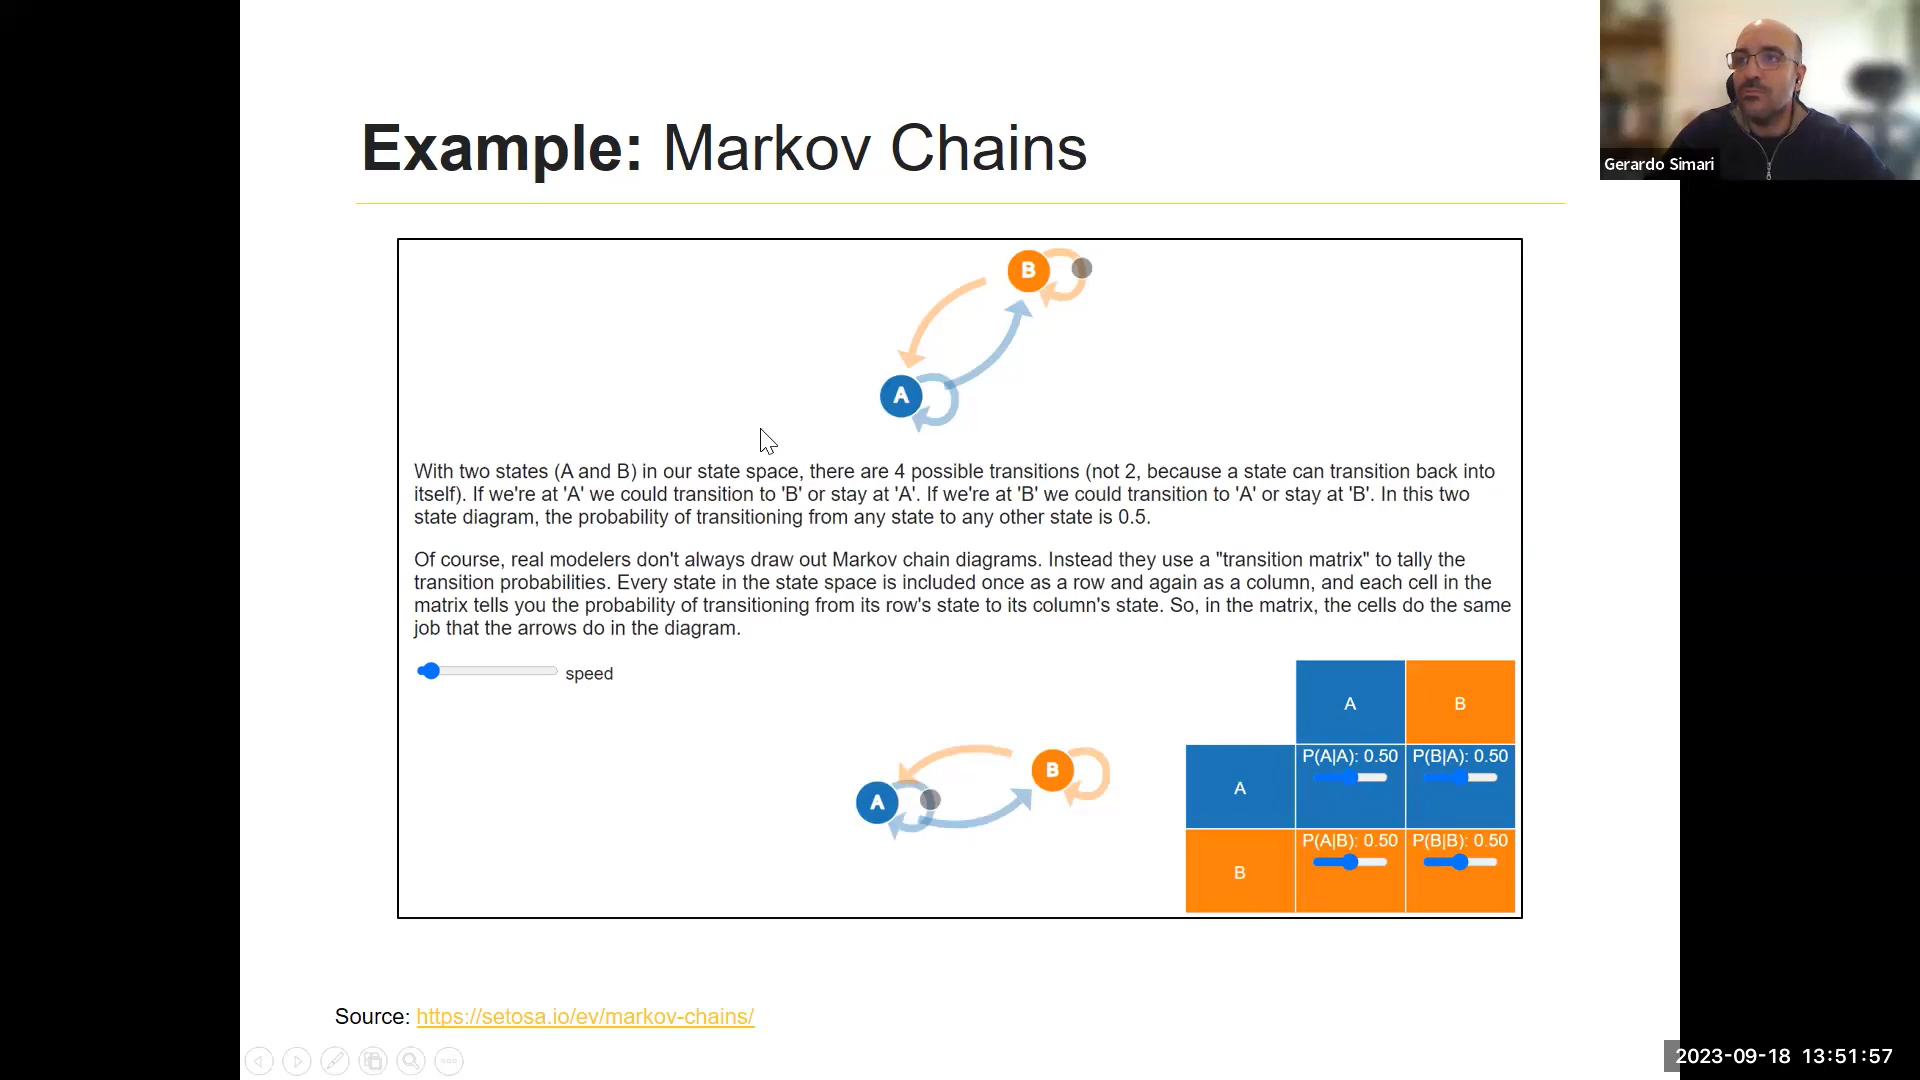 Example: Markov Chains
Gerardo Simari
B
A
With two states (A and B) in our state space, there are 4 possible transitions (not 2, because a state can transition back into
itself). If we're at 'A' we could transition to 'B' or stay at 'A'. If we're at 'B' we could transition to 'A' or stay at 'B'. In this two
state diagram, the probability of transitioning from any state to any other state is 0.5.
Of course, real modelers don't always draw out Markov chain diagrams. Instead they use a "transition matrix" to tally the
transition probabilities. Every state in the state space is included once as a row and again as a column, and each cell in the
matrix tells you the probability of transitioning from its row's state to its column's state. So, in the matrix, the cells do the same
job that the arrows do in the diagram.
speed
B
A
A B
A P(A|A): 0.50 P(B|A): 0.50
B P(A|B): 0.50 P(B|B): 0.50
Source: https://setosa.io/ev/markov-chains/
2023-09-18 13:51:57